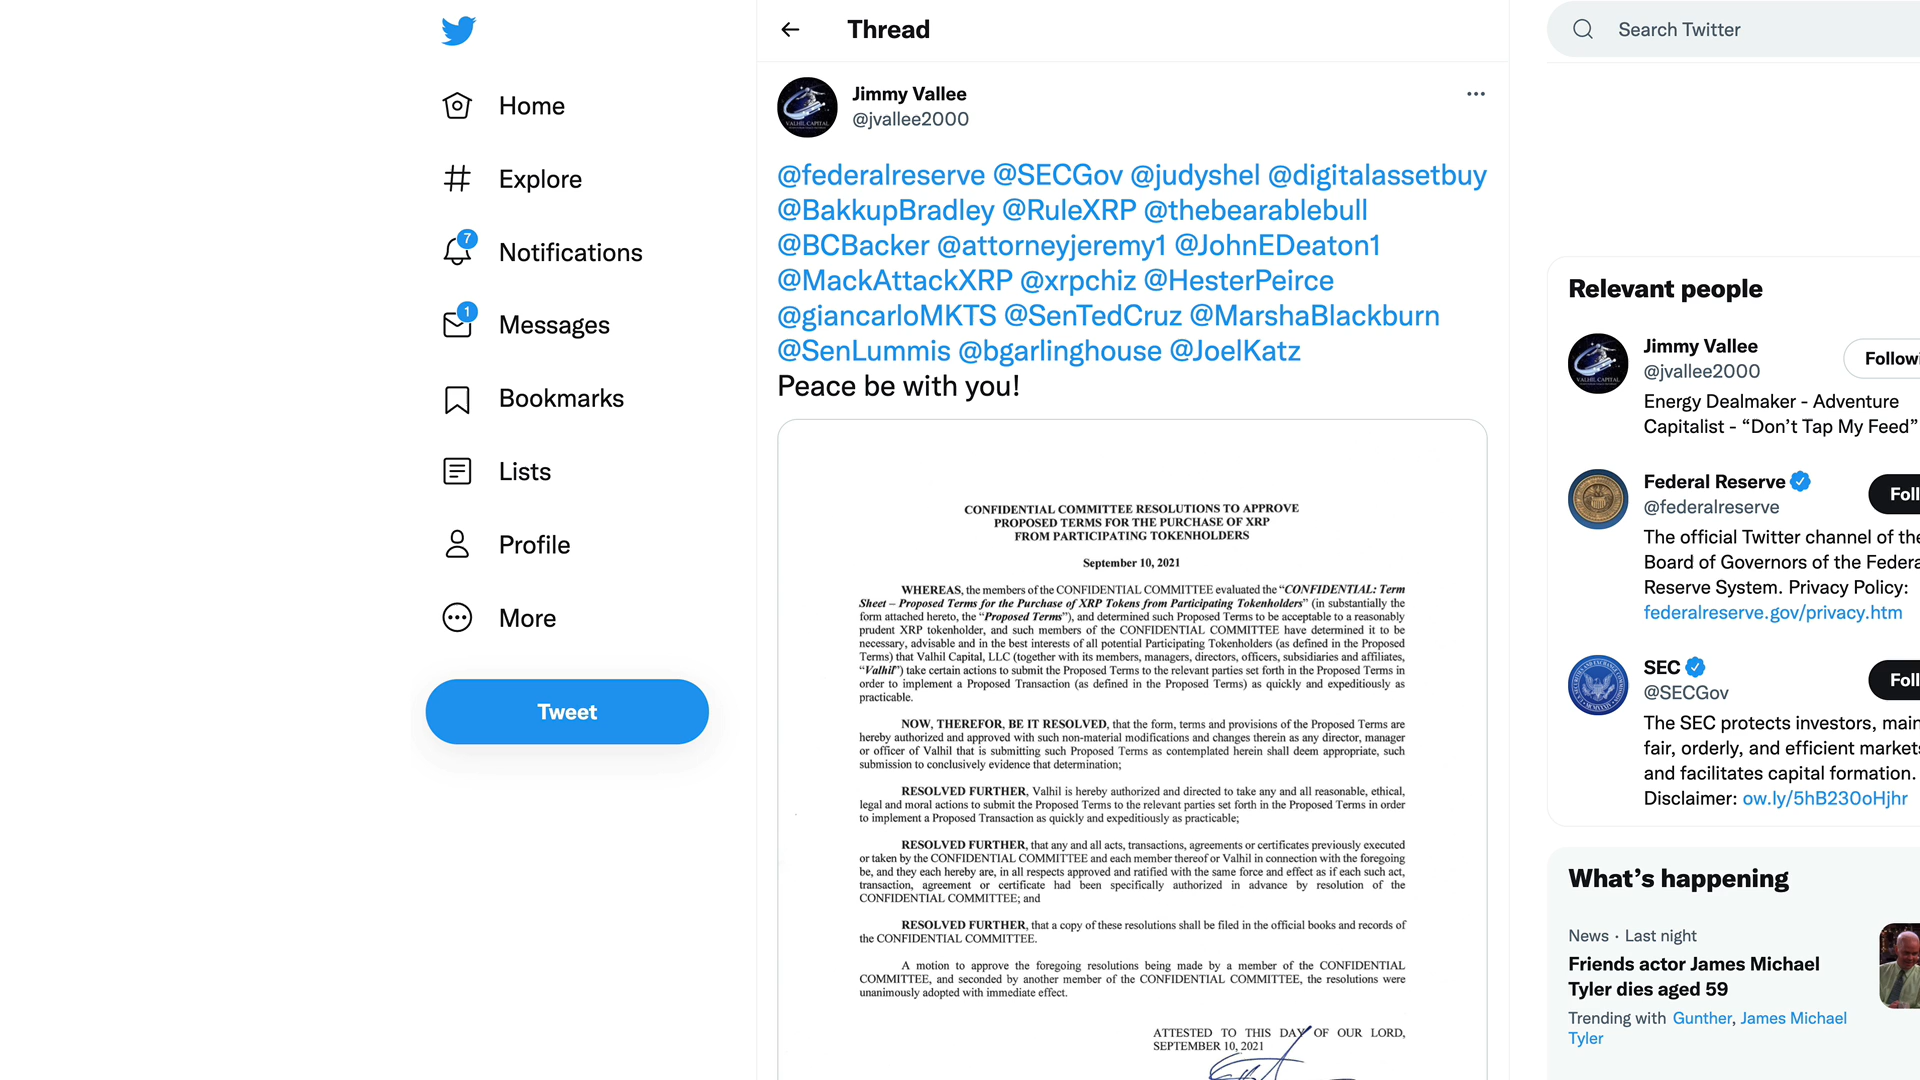 Home
Explore
7
Notifications
1
Messages
Bookmarks
Lists
Profile
More
Tweet
Thread
Jimmy Vallee
@jvallee2000
@federalreserve @SECGov @judyshel @digitalassetbuy
@BakkupBradley @RuleXRP @thebearablebull
@BCBacker @attorneyjeremy1 @JohnEDeaton1
@MackAttackXRP @xrpchiz @HesterPeirce
@giancarloMKTS @SenTedCruz @MarshaBlackburn
@SenLummis @bgarlinghouse @JoelKatz
Peace be with you!
CONFIDENTIAL COMMITTEE RESOLUTIONS TO APPROVE
PROPOSED TERMS FOR THE PURCHASE OF XRP
FROM PARTICIPATING TOKENHOLDERS
September 10, 2021
WHEREAS, the members of the CONFIDENTIAL COMMITTEE evaluated the “CONFIDENTIAL: Term
Sheet – Proposed Terms for the Purchase of XRP Tokens from Participating Tokenholders” (in substantially the
form attached hereto, the “Proposed Terms”), and determined such Proposed Terms to be acceptable to a reasonably
prudent XRP tokenholder, and such members of the CONFIDENTIAL COMMITTEE have determined it to be
necessary, advisable and in the best interests of all potential Participating Tokenholders (as defined in the Proposed
Terms) that Valhil Capital, LLC (together with its members, managers, directors, officers, subsidiaries and affiliates,
“Valhil”) take certain actions to submit the Proposed Terms to the relevant parties set forth in the Proposed Terms in
order to implement a Proposed Transaction (as defined in the Proposed Terms) as quickly and expeditiously as
practicable.
NOW, THEREFOR, BE IT RESOLVED, that the form, terms and provisions of the Proposed Terms are
hereby authorized and approved with such non-material modifications and changes therein as any director, manager
or officer of Valhil that is submitting such Proposed Terms as contemplated herein shall deem appropriate, such
submission to conclusively evidence that determination;
RESOLVED FURTHER, Valhil is hereby authorized and directed to take any and all reasonable, ethical,
legal and moral actions to submit the Proposed Terms to the relevant parties set forth in the Proposed Terms in order
to implement a Proposed Transaction as quickly and expeditiously as practicable;
RESOLVED FURTHER, that any and all acts, transactions, agreements or certificates previously executed
or taken by the CONFIDENTIAL COMMITTEE and each member thereof or Valhil in connection with the foregoing
be, and they each hereby are, in all respects approved and ratified with the same force and effect as if each such act,
transaction, agreement or certificate had been specifically authorized in advance by resolution of the
CONFIDENTIAL COMMITTEE; and
RESOLVED FURTHER, that a copy of these resolutions shall be filed in the official books and records of
the CONFIDENTIAL COMMITTEE.
A motion to approve the foregoing resolutions being made by a member of the CONFIDENTIAL
COMMITTEE, and seconded by another member of the CONFIDENTIAL COMMITTEE, the resolutions were
unanimously adopted with immediate effect.
ATTESTED TO THIS DAY OF OUR LORD,
SEPTEMBER 10, 2021
Search Twitter
Relevant people
Jimmy Vallee
@jvallee2000
Followi
Energy Dealmaker - Adventure
Capitalist - “Don’t Tap My Feed”
Federal Reserve
@federalreserve
Foll
The official Twitter channel of the
Board of Governors of the Federa
Reserve System. Privacy Policy:
federalreserve.gov/privacy.htm
SEC
@SECGov
Foll
The SEC protects investors, main
fair, orderly, and efficient markets
and facilitates capital formation.
Disclaimer: ow.ly/5hB230oHjhr
What’s happening
News · Last night
Friends actor James Michael
Tyler dies aged 59
Trending with Gunther, James Michael
Tyler